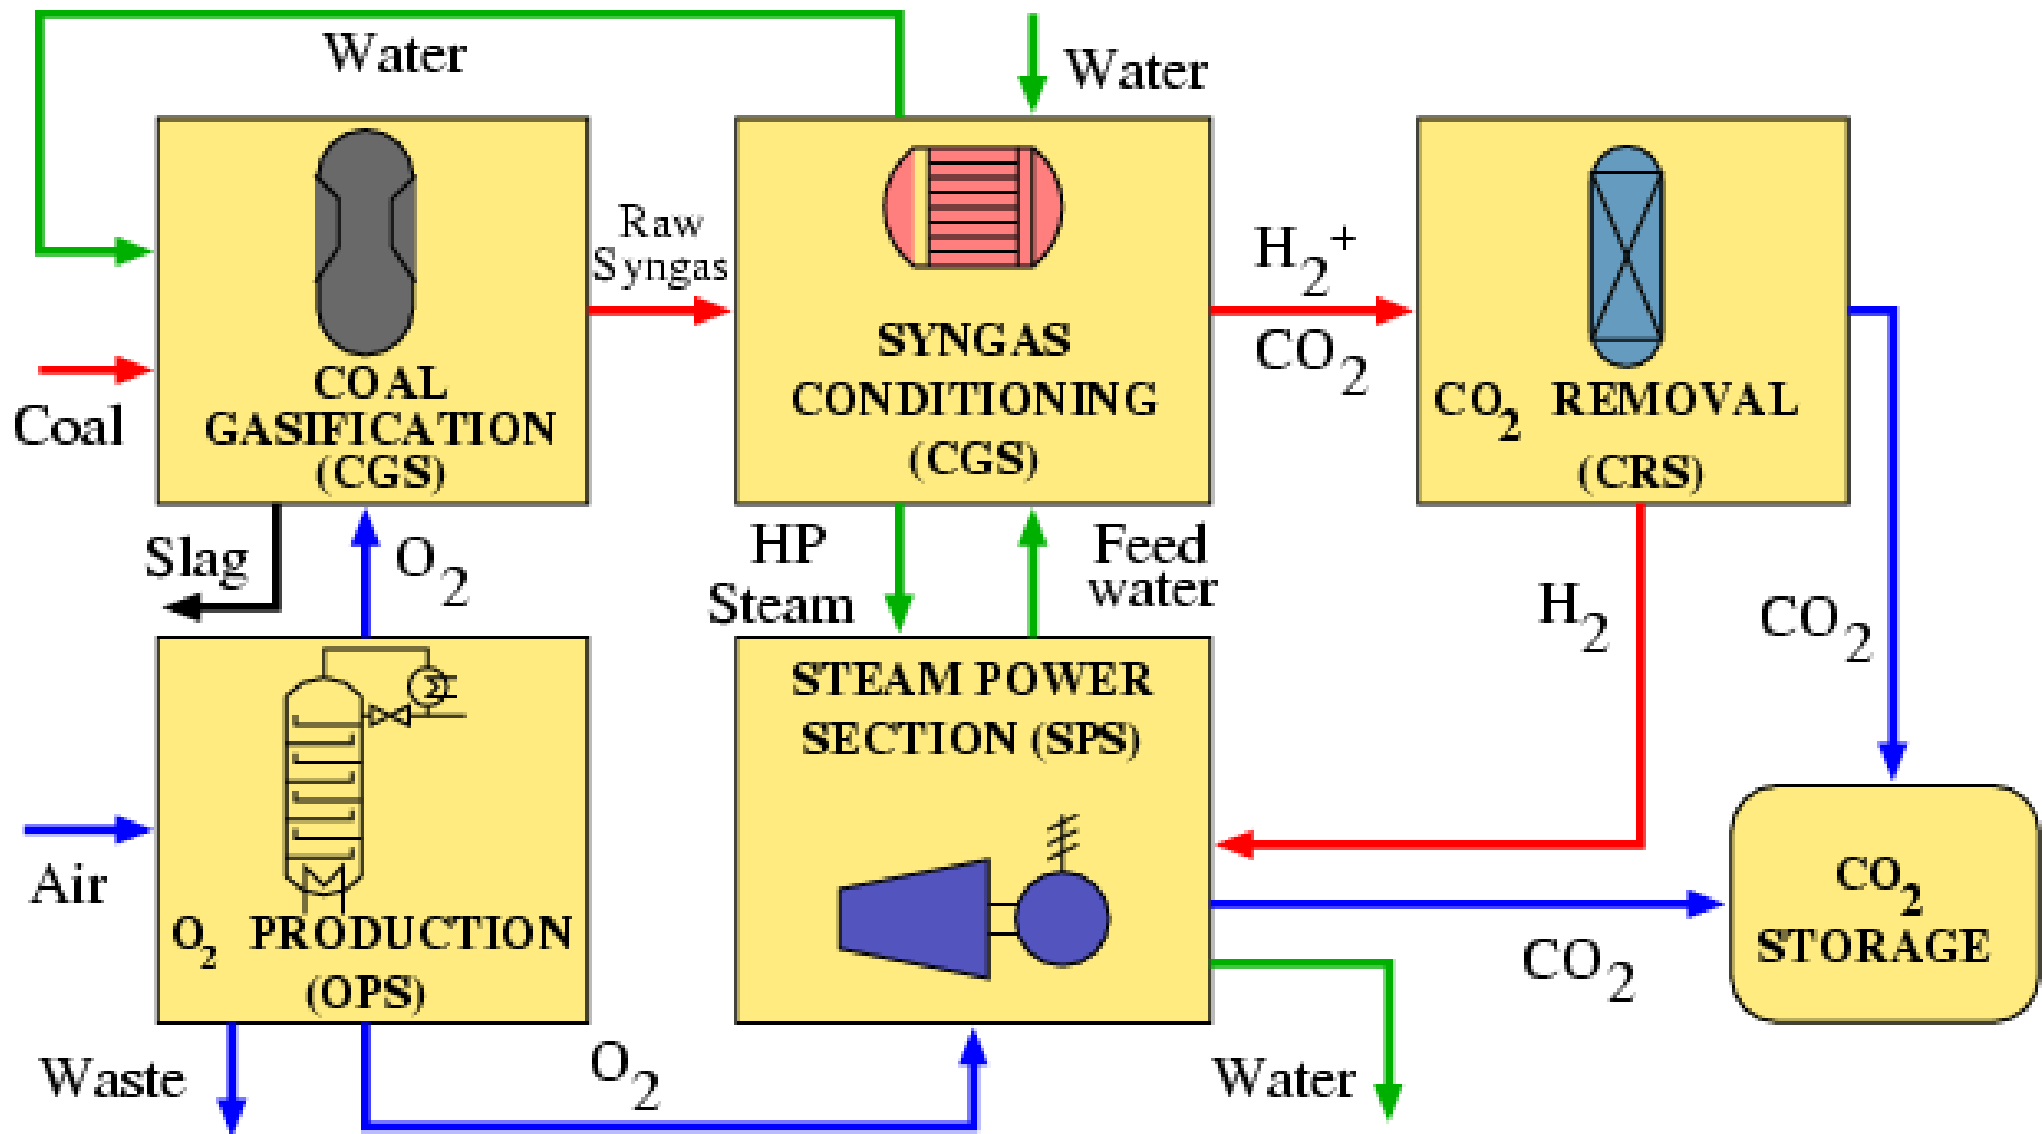 Water
Water
Raw
Syngas
H₂⁺
CO₂
COAL
GASIFICATION
(CGS)
SYNGAS
CONDITIONING
(CGS)
CO₂ REMOVAL
(CRS)
Coal
Slag
O₂
HP
Steam
Feed
water
H₂
CO₂
STEAM POWER
SECTION (SPS)
Air
O₂ PRODUCTION
(OPS)
CO₂
STORAGE
CO₂
Waste
O₂
Water